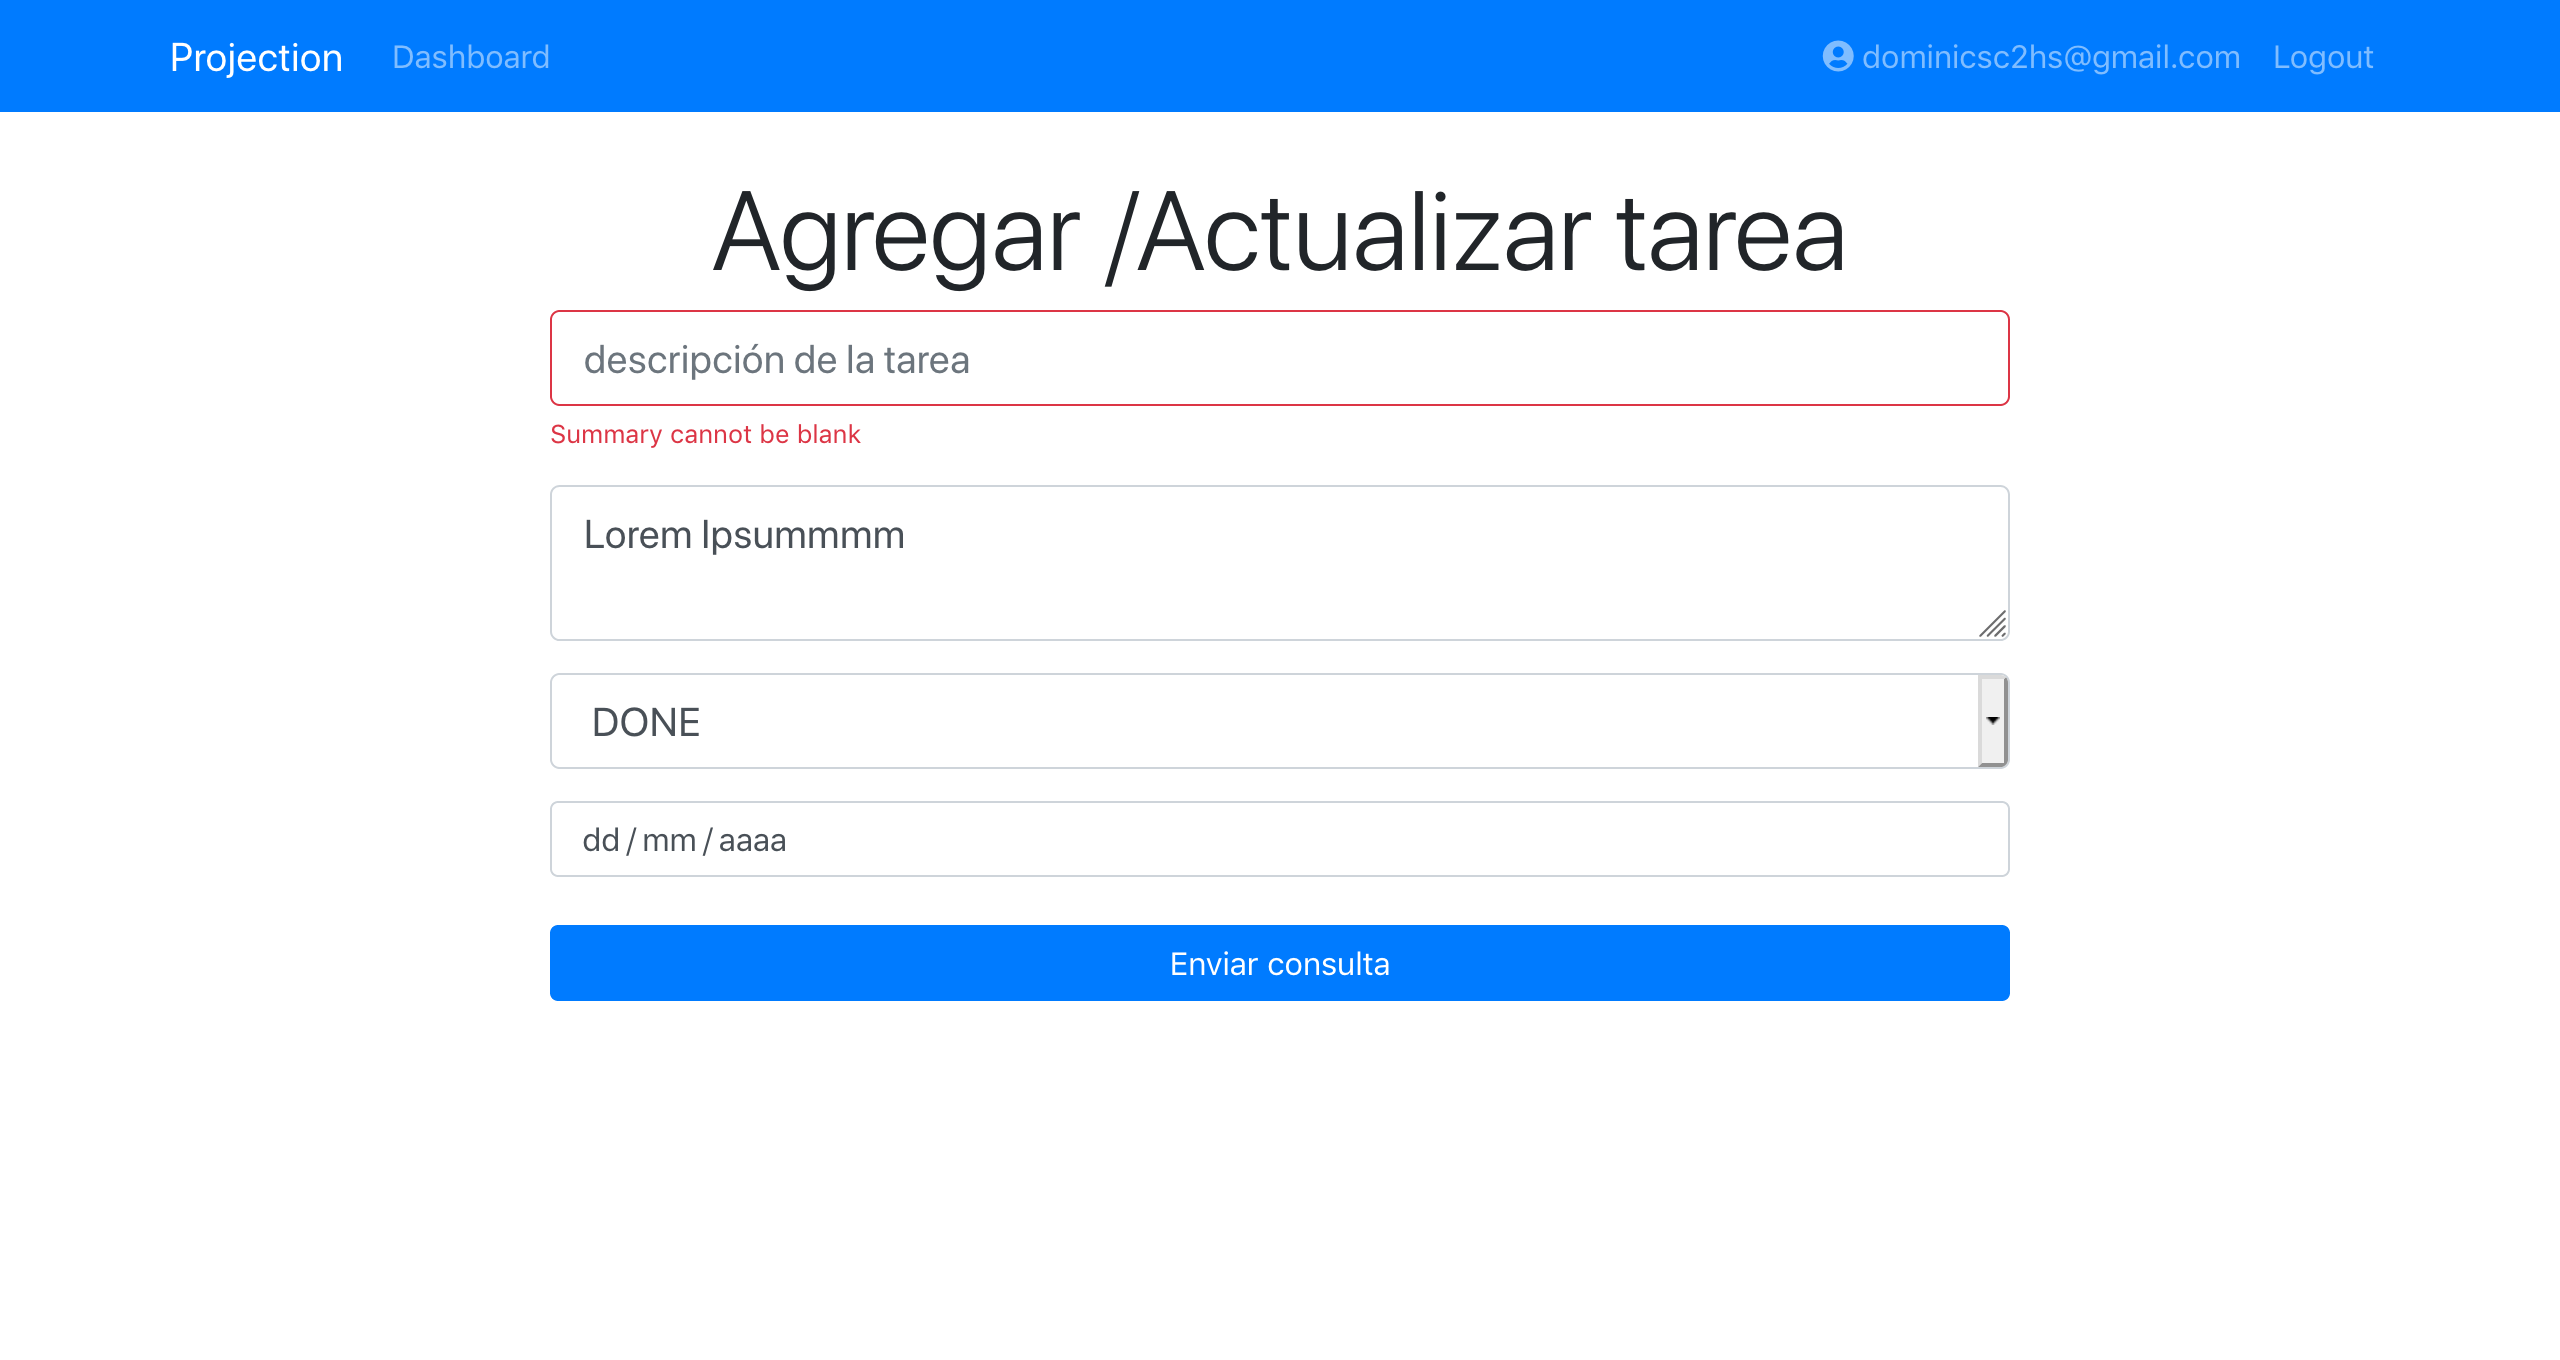 Projection Dashboard dominicsc2hs@gmail.com Logout
Agregar /Actualizar tarea
descripción de la tarea
Summary cannot be blank
Lorem Ipsummmm
DONE
dd / mm / aaaa
Enviar consulta